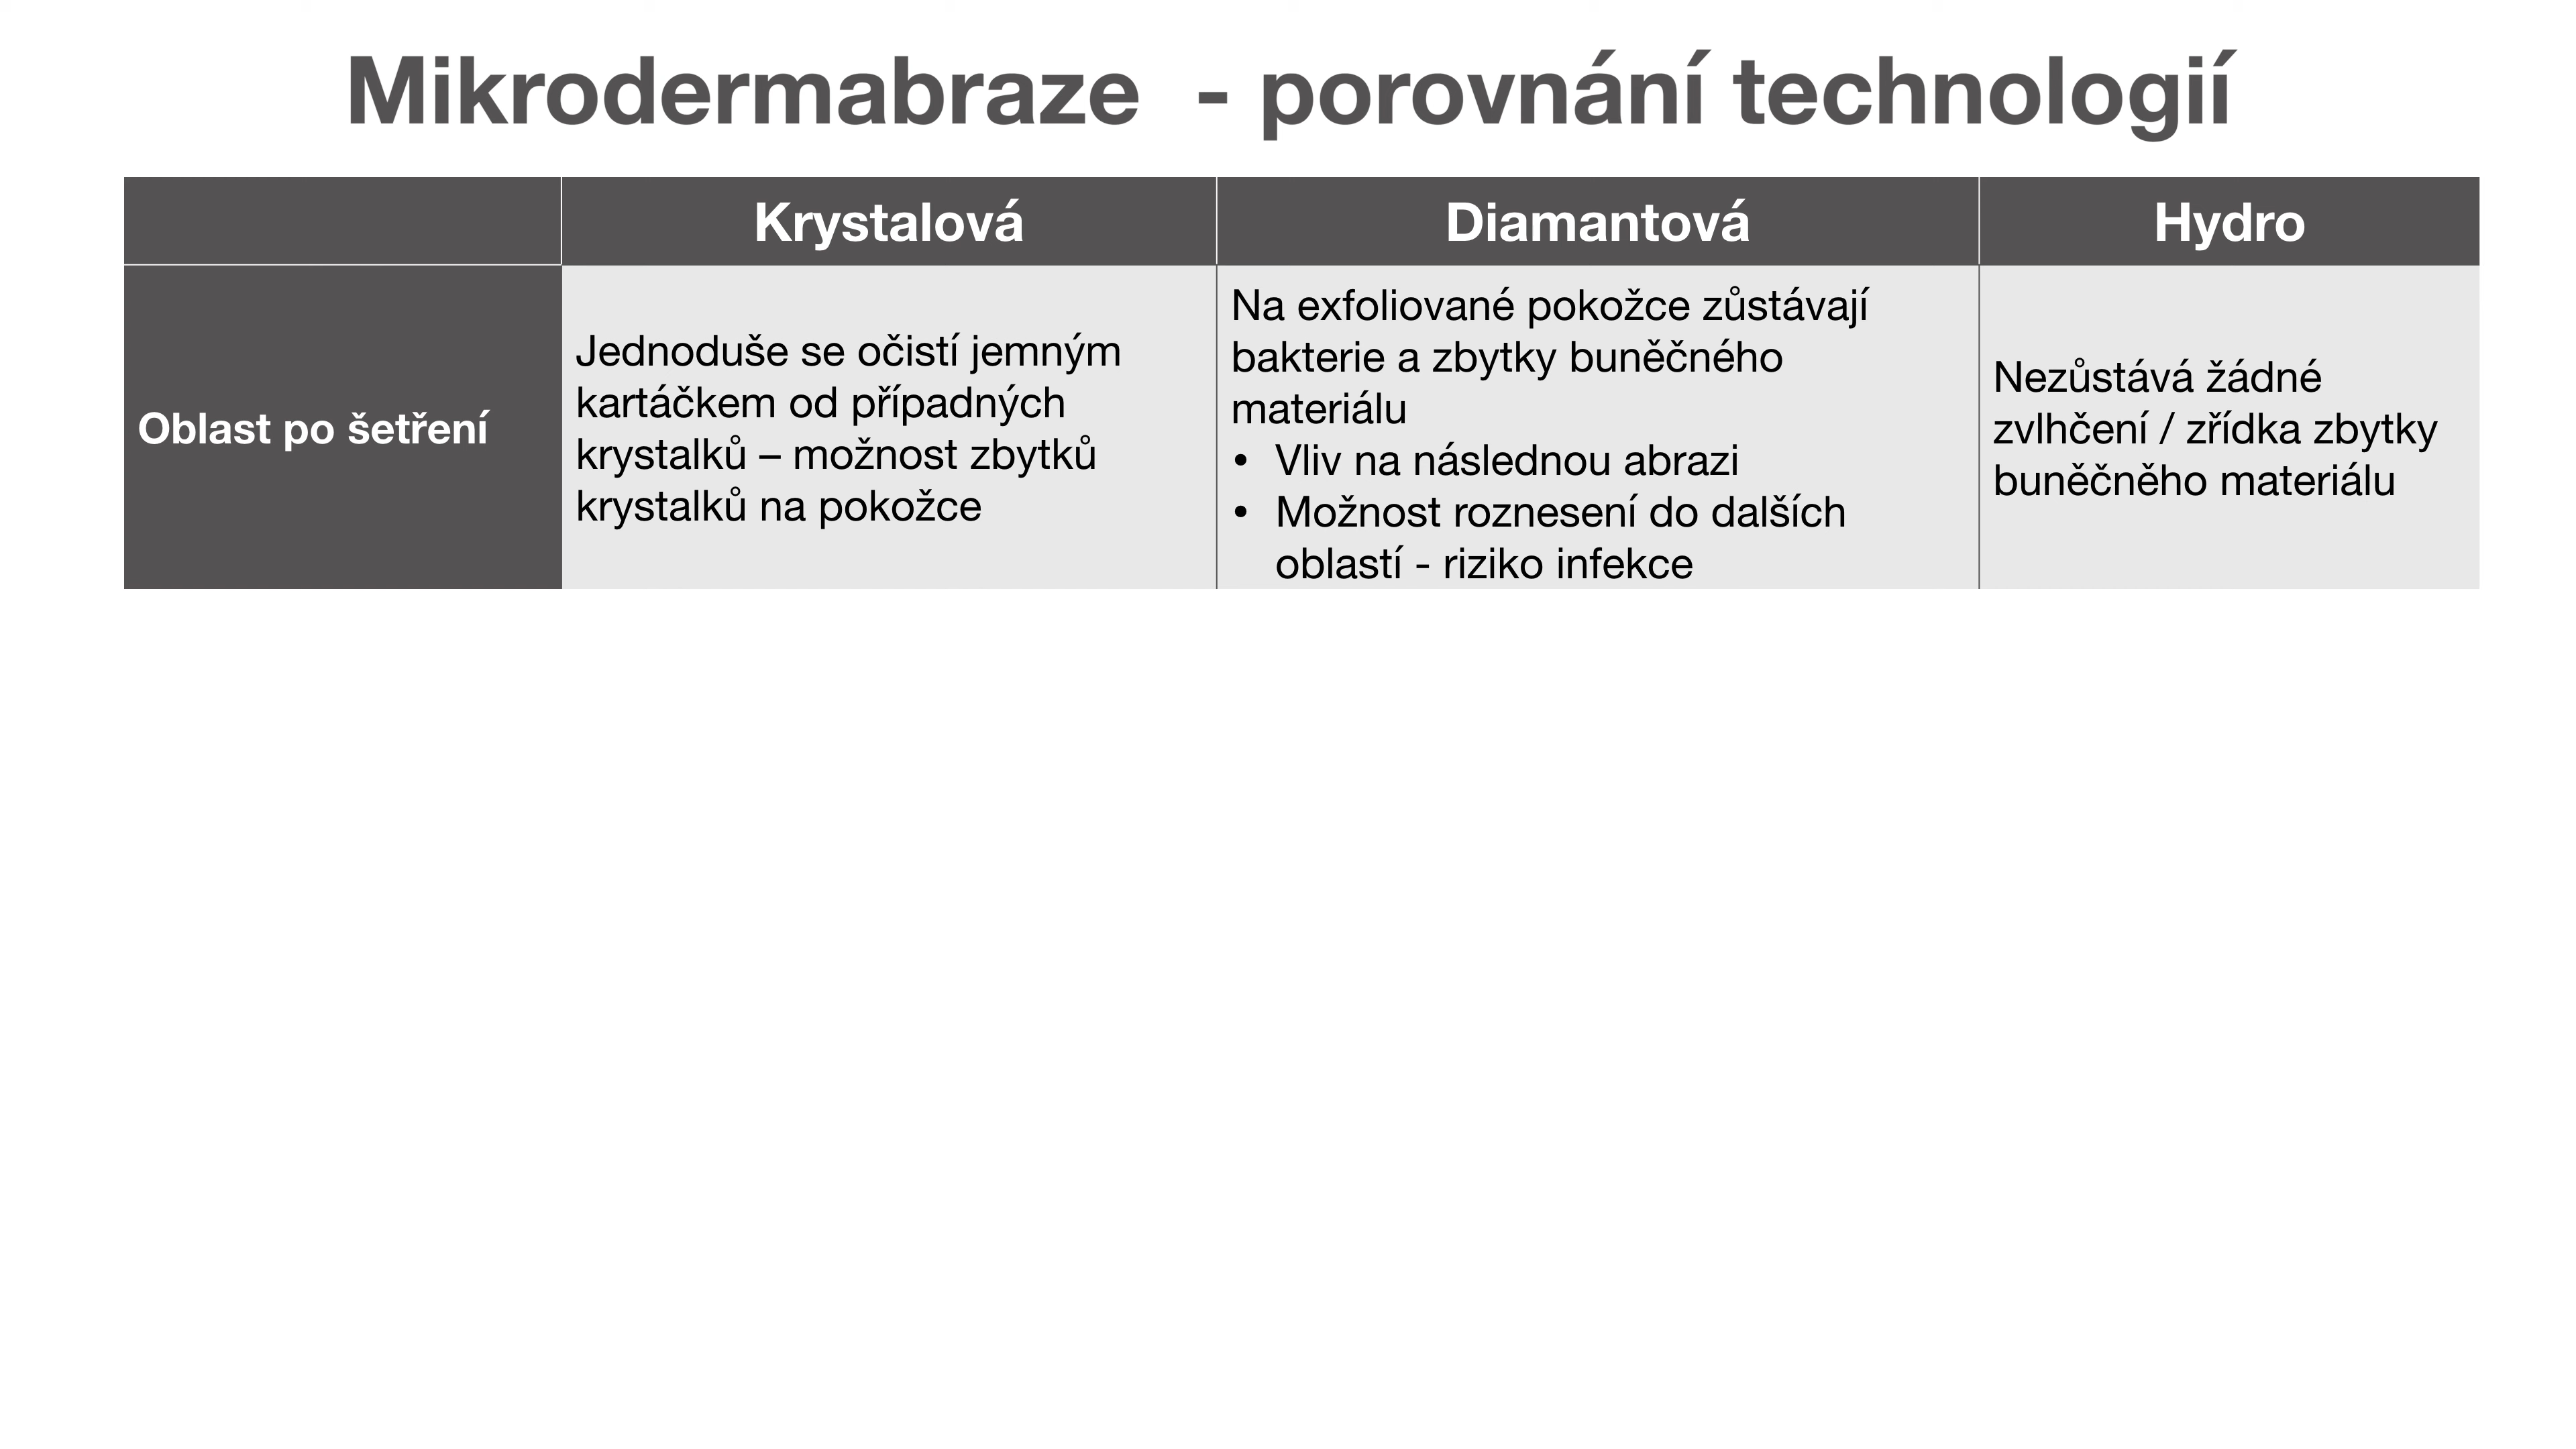 Mikrodermabraze  - porovnání technologií
Krystalová
Diamantová
Hydro
Oblast po šetření
Jednoduše se očistí jemným
kartáčkem od případných
krystalků – možnost zbytků
krystalků na pokožce
Na exfoliované pokožce zůstávají
bakterie a zbytky buněčného
materiálu
• Vliv na následnou abrazi
• Možnost roznesení do dalších
oblastí - riziko infekce
Nezůstává žádné
zvlhčení / zřídka zbytky
buněčněho materiálu